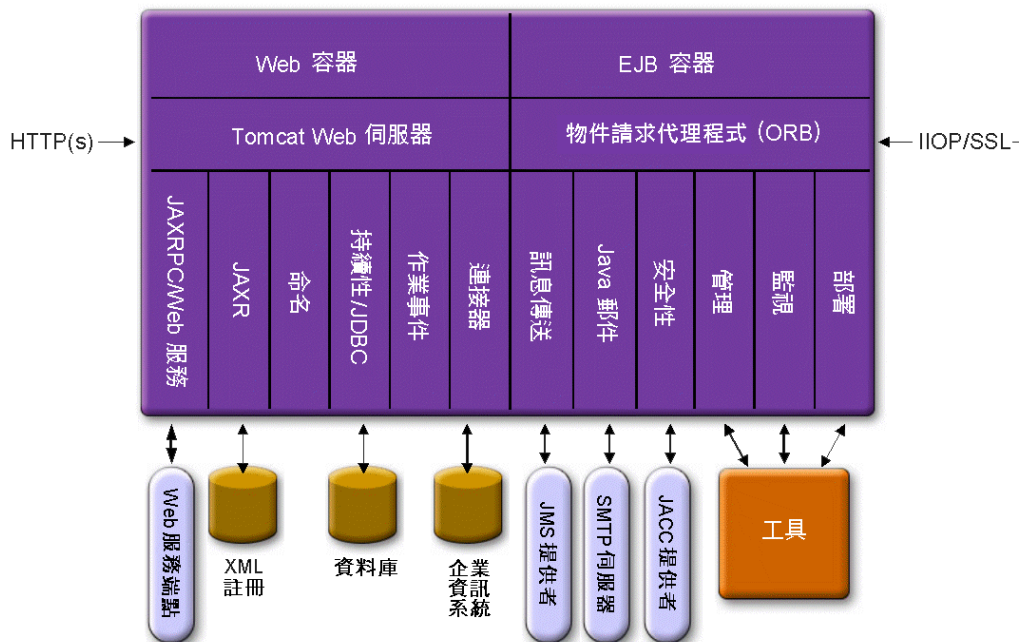 Web 容器
EJB 容器
HTTP(s)
Tomcat Web 伺服器
物件請求代理程式 (ORB)
IIOP/SSL
JAXRPC/Web 服務
JAXR
命名
持續性/JDBC
作業事件
連接器
訊息傳送
Java 郵件
安全性
管理
監視
部署
Web 服務端點
XML
註冊
資料庫
企業
資訊
系統
JMS 提供者
SMTP 伺服器
JACC 提供者
工具